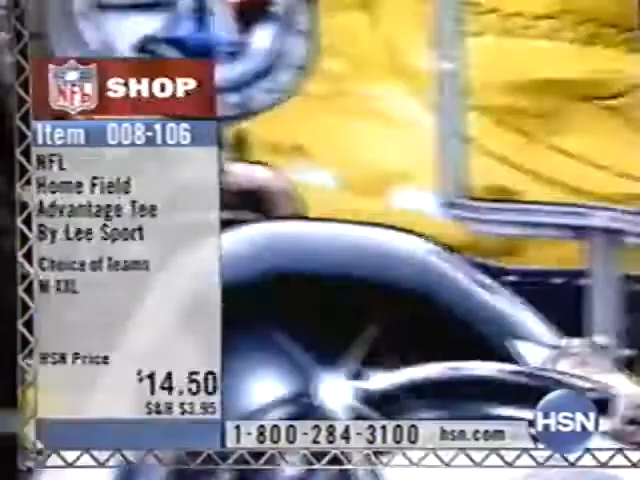 NFL SHOP
Item 008-106
NFL
Home Field
Advantage Tee
By Lee Sport
Choice of Teams
M-XXL
HSN Price
$14.50
S&H $3.95
1-800-284-3100 hsn.com HSN